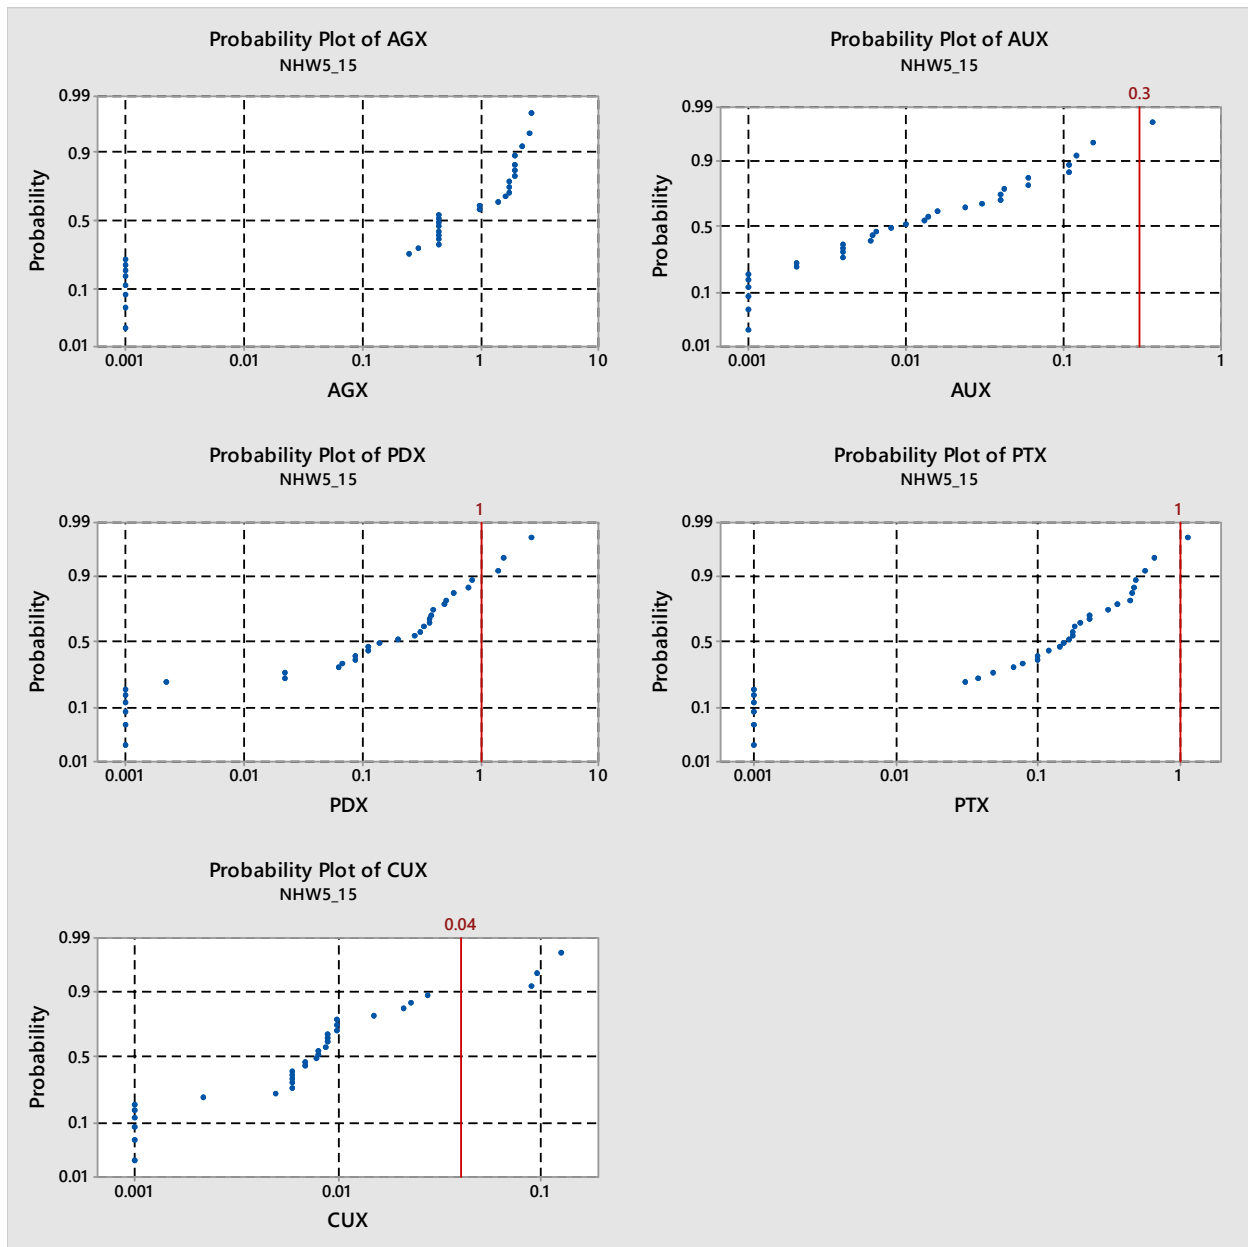 Probability Plot of AGX
NHW5_15
0.99
0.9
0.5
0.1
0.01
Probability
0.001 0.01 0.1 1 10
AGX
Probability Plot of AUX
NHW5_15
0.3
0.99
0.9
0.5
0.1
0.01
Probability
0.001 0.01 0.1 1
AUX
Probability Plot of PDX
NHW5_15
1
0.99
0.9
0.5
0.1
0.01
Probability
0.001 0.01 0.1 1 10
PDX
Probability Plot of PTX
NHW5_15
1
0.99
0.9
0.5
0.1
0.01
Probability
0.001 0.01 0.1 1
PTX
Probability Plot of CUX
NHW5_15
0.04
0.99
0.9
0.5
0.1
0.01
Probability
0.001 0.01 0.1
CUX